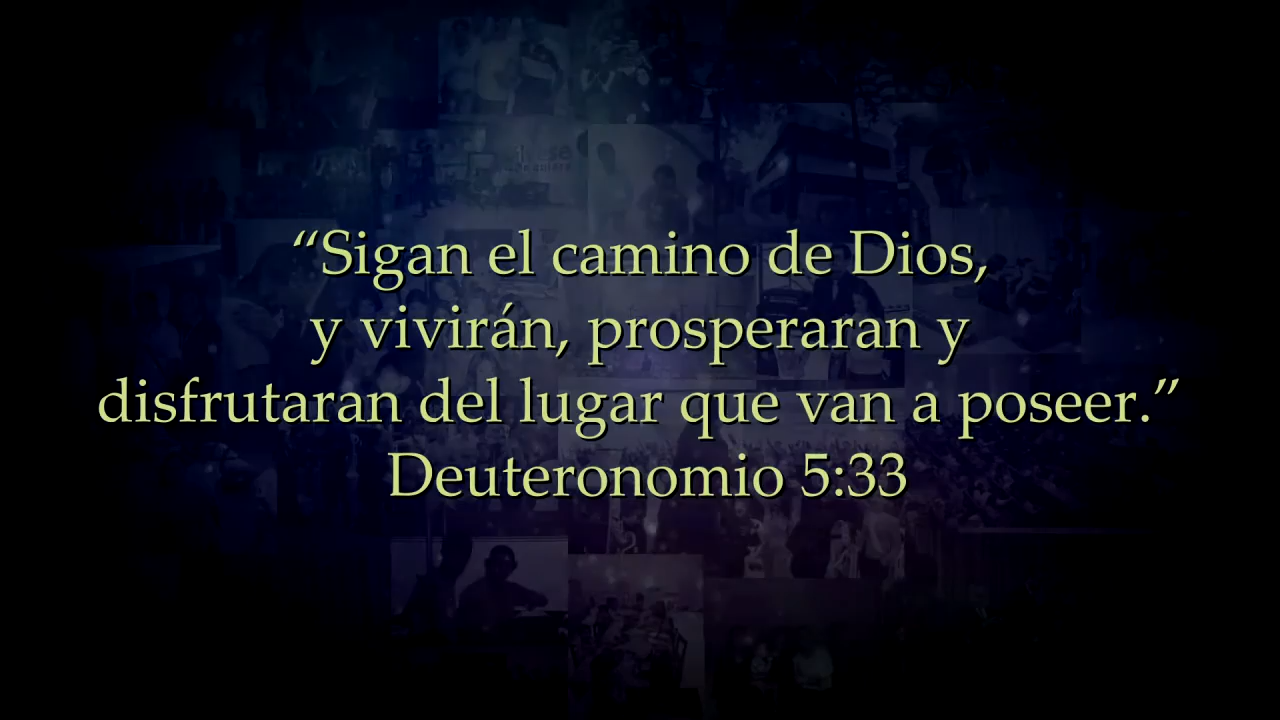 “Sigan el camino de Dios,
y vivirán, prosperaran y
disfrutaran del lugar que van a poseer.”
Deuteronomio 5:33